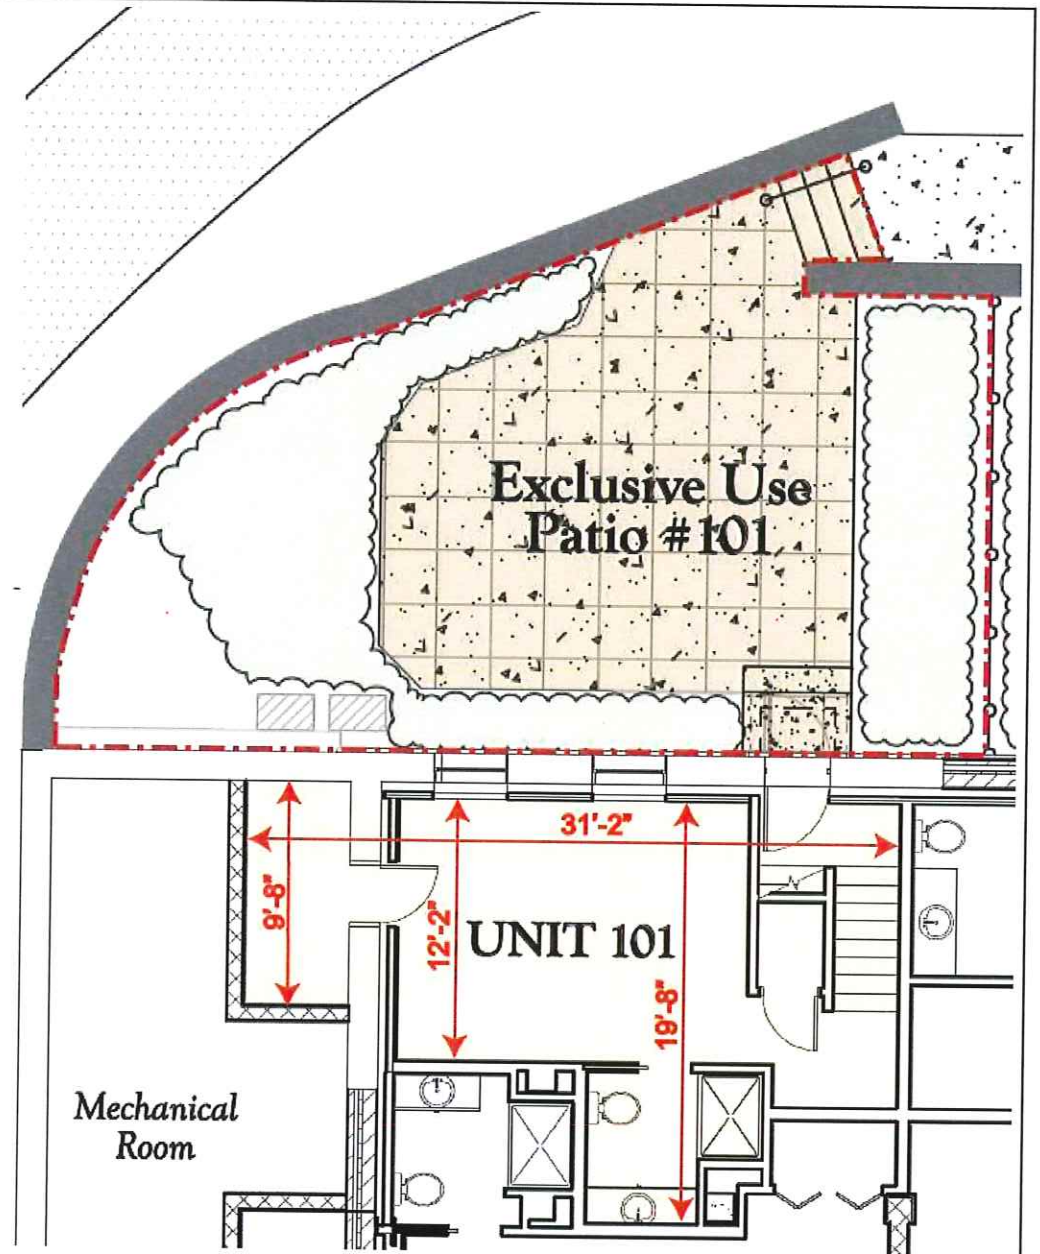 Exclusive Use
Patio #101
31'-2"
9'-8"
12'-2"
UNIT 101
19'-8"
Mechanical
Room